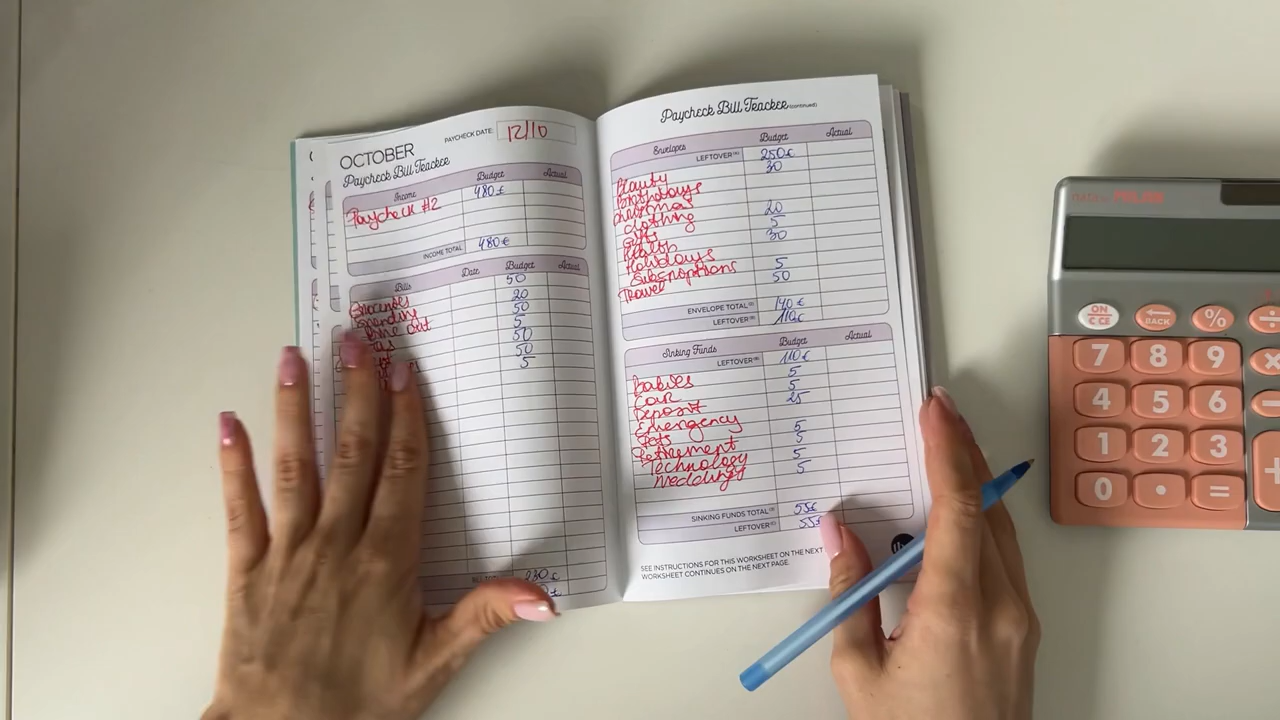 OCTOBER
PAYCHECK DATE: 12/10
Paycheck Bill Tracker
Income Budget Actual
Paycheck #2 480€
INCOME TOTAL 480€
Bills Date Budget Actual
50
Groceries 20
Spending 50
out 5
50
50
5
230€
Paycheck Bill Tracker (continued)
Envelopes Budget Actual
LEFTOVER 250€
Beauty 30
Birthdays
Christmas
Clothing 20
Gifts 5
Health 30
Holidays
Subscriptions 5
Travel 50
ENVELOPE TOTAL 140€
LEFTOVER 110€
Sinking Funds Budget Actual
LEFTOVER 110€
Babies 5
Car 5
Deposit 25
Emergency
Pets 5
Retirement 5
Technology 5
Wedding 5
SINKING FUNDS TOTAL 55€
LEFTOVER 55€
SEE INSTRUCTIONS FOR THIS WORKSHEET ON THE NEXT
WORKSHEET CONTINUES ON THE NEXT PAGE.
ON
C CE
BACK
%
÷
7 8 9 ×
4 5 6 −
1 2 3 +
0 • =